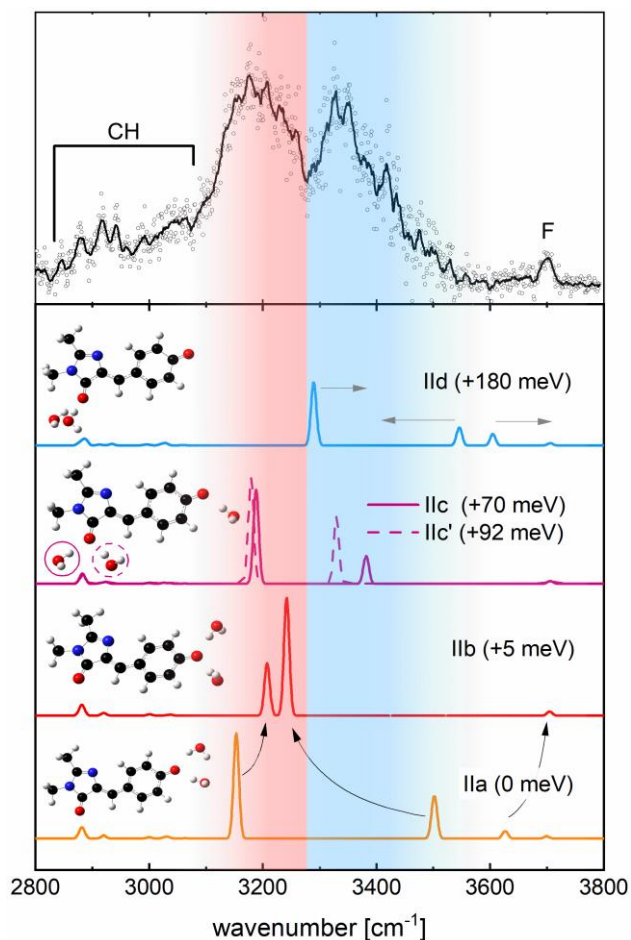 CH
F
IId (+180 meV)
IIc (+70 meV)
IIc' (+92 meV)
IIb (+5 meV)
IIa (0 meV)
2800 3000 3200 3400 3600 3800
wavenumber [cm⁻¹]